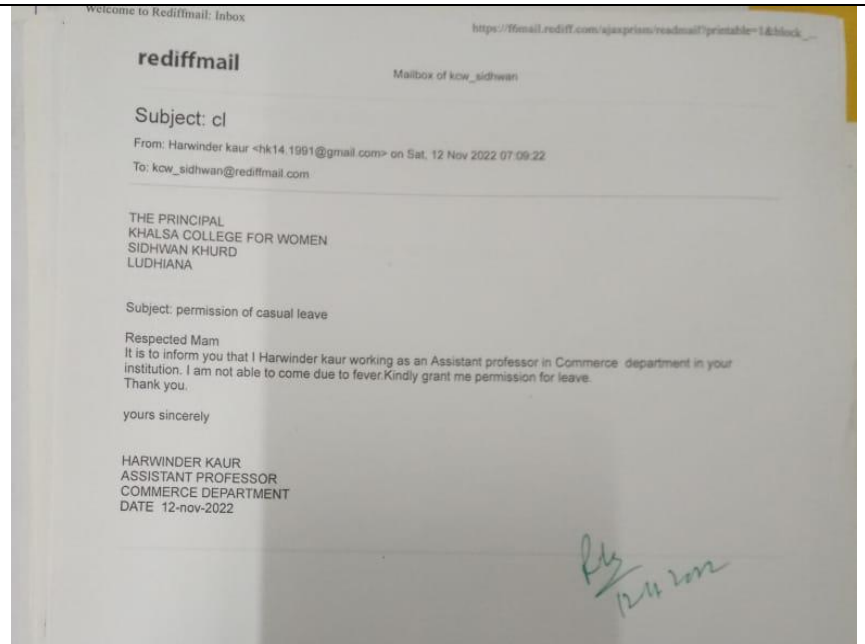 Welcome to Rediffmail: Inbox
https://f6mail.rediff.com/ajaxprism/readmail?printable=1&block_...
rediffmail
Mailbox of kcw_sidhwan
Subject: cl
From: Harwinder kaur <hk14.1991@gmail.com> on Sat, 12 Nov 2022 07:09:22
To: kcw_sidhwan@rediffmail.com
THE PRINCIPAL
KHALSA COLLEGE FOR WOMEN
SIDHWAN KHURD
LUDHIANA
Subject: permission of casual leave
Respected Mam
It is to inform you that I Harwinder kaur working as an Assistant professor in Commerce department in your
institution. I am not able to come due to fever.Kindly grant me permission for leave.
Thank you.
yours sincerely
HARWINDER KAUR
ASSISTANT PROFESSOR
COMMERCE DEPARTMENT
DATE 12-nov-2022